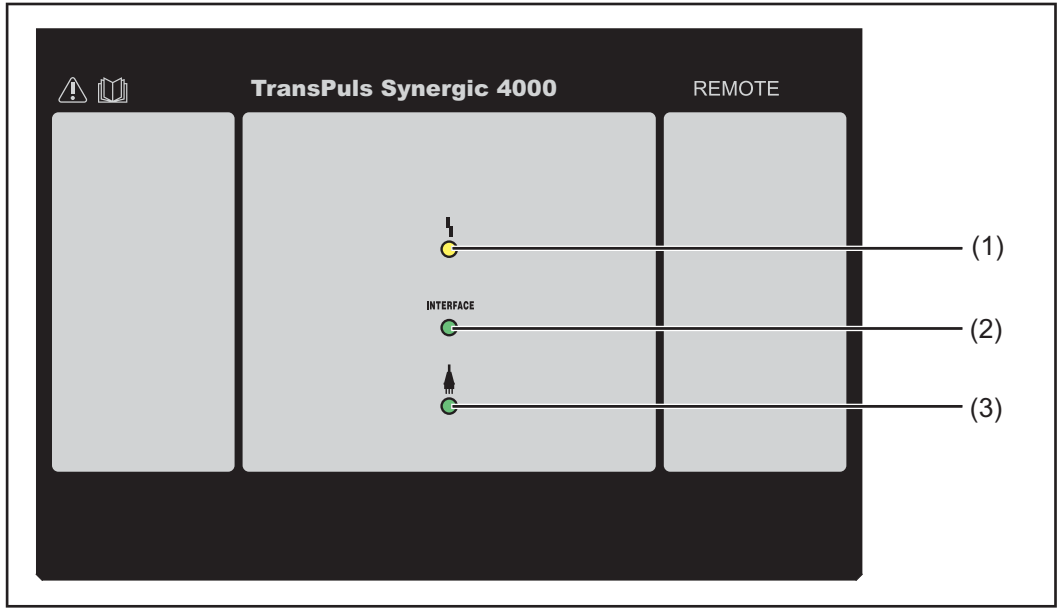 TransPuls Synergic 4000
REMOTE
(1)
INTERFACE
(2)
(3)